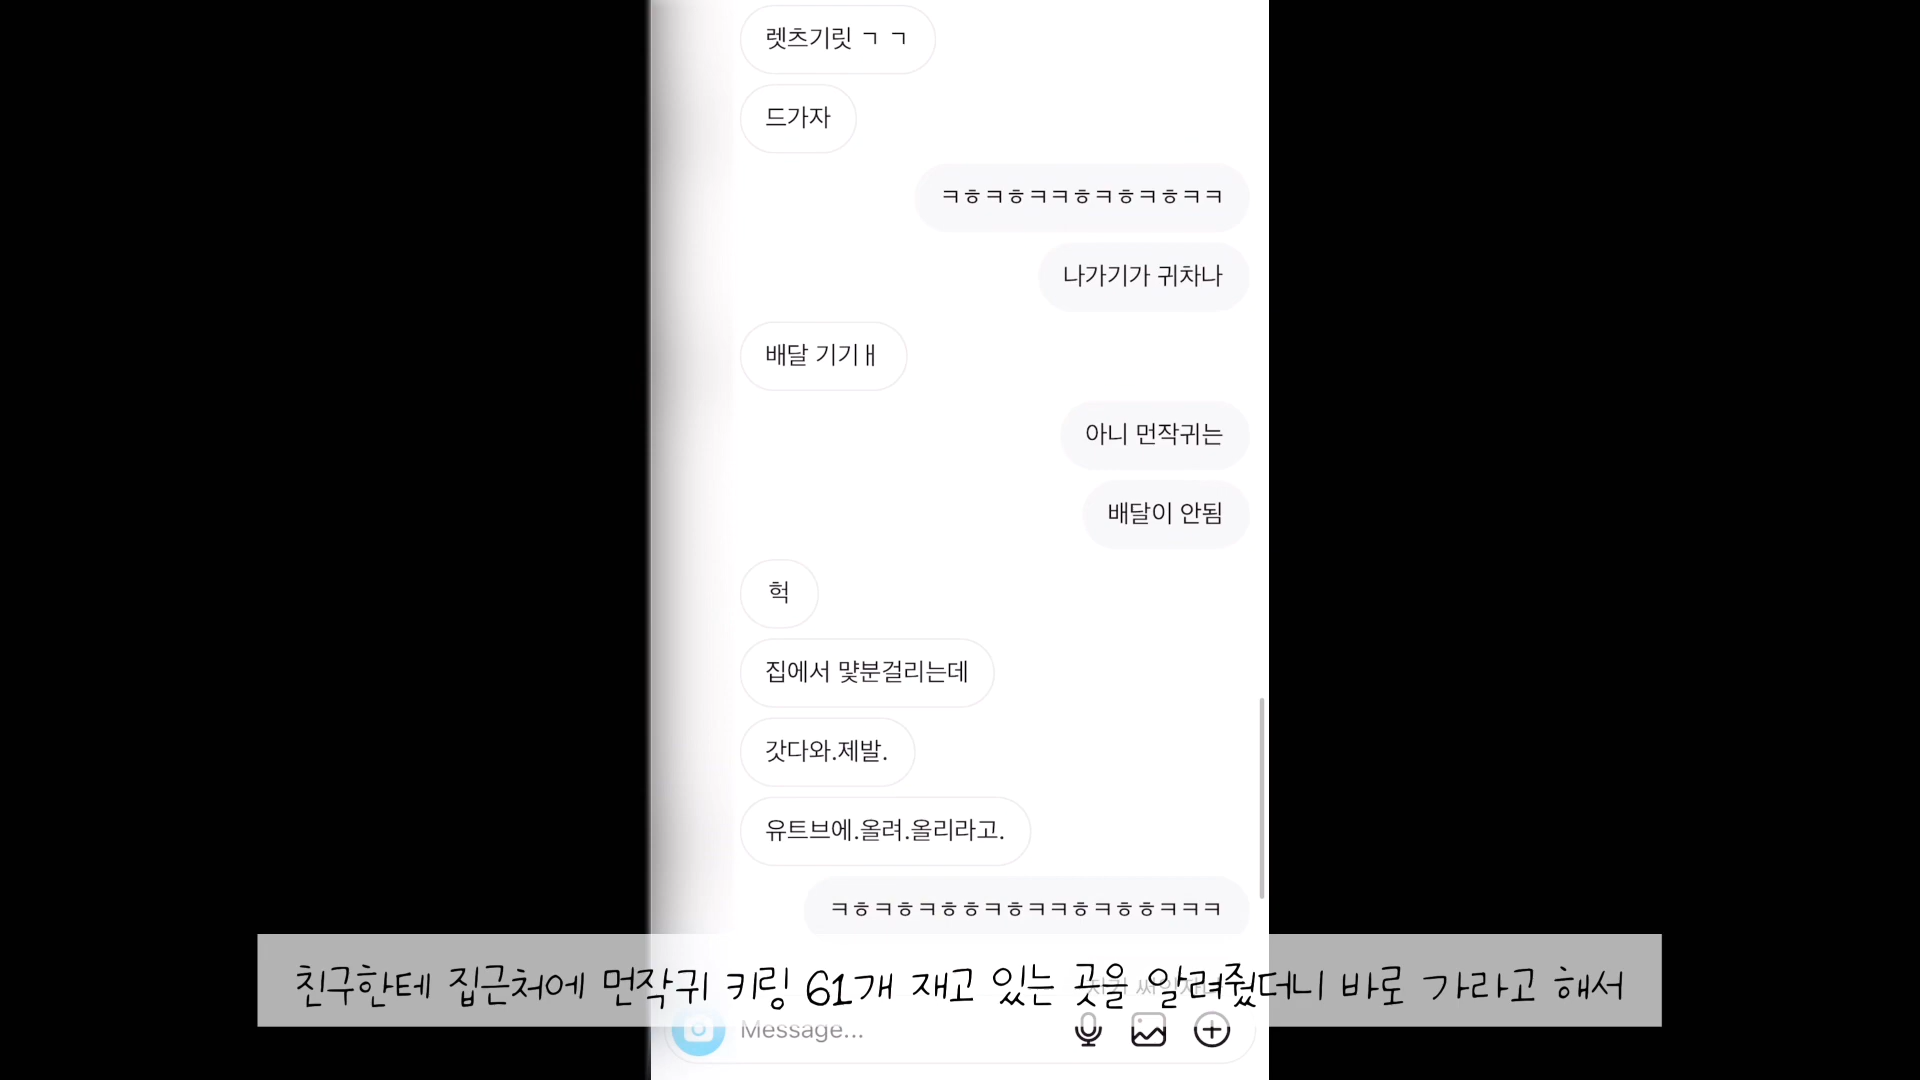 렛츠기릿 ㄱ ㄱ
드가자
ㅋㅎㅋㅎㅋㅋㅎㅋㅎㅋㅎㅋㅋ
나가기가 귀차나
배달 기기ㅐ
아니 먼작귀는
배달이 안됨
헉
집에서 먗분걸리는데
갓다와.제발.
유트브에.올려.올리라고.
ㅋㅎㅋㅎㅋㅎㅎㅋㅎㅋㅋㅎㅋㅎㅎㅋㅋㅋ
친구한테 집근처에 먼작귀 키링 61개 재고 있는 곳을 알려줬더니 바로 가라고 해서
Message...